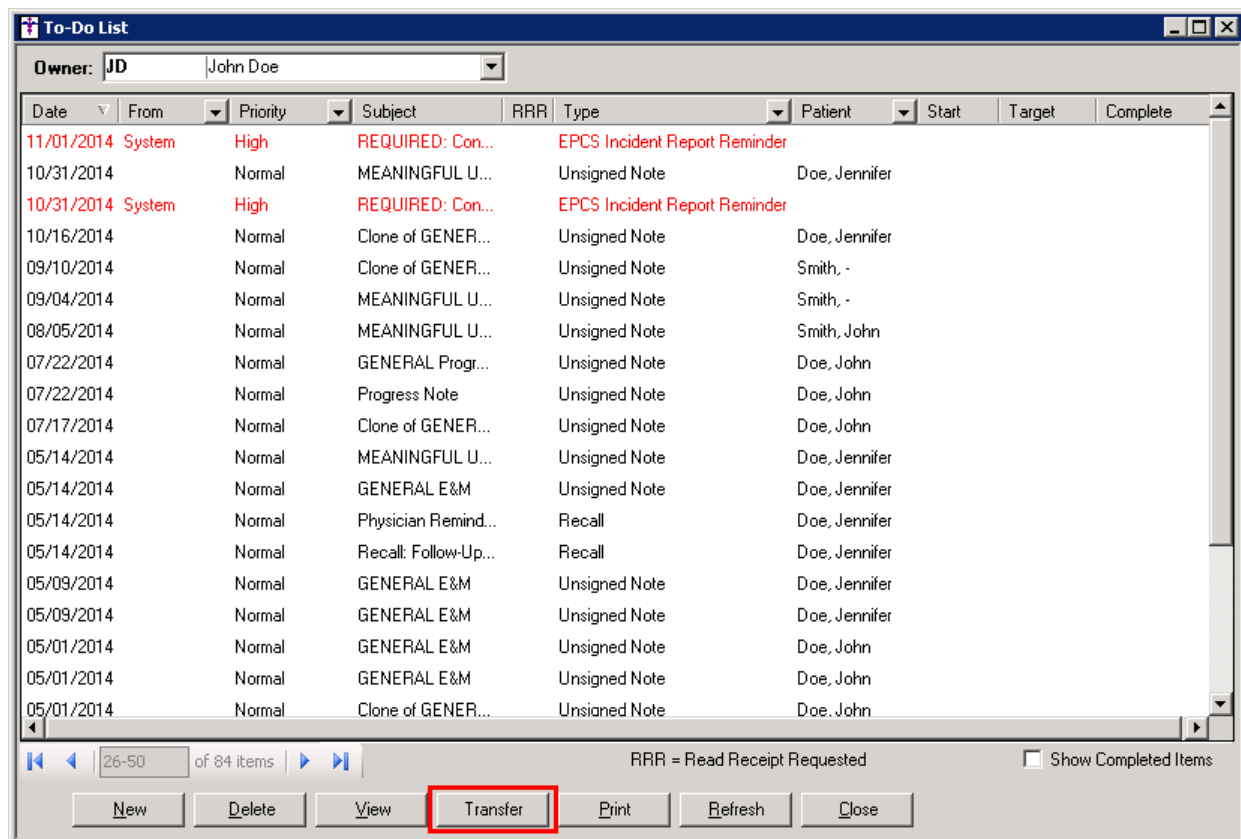 To-Do List
Owner: JD John Doe
Date From Priority Subject RRR Type Patient Start Target Complete
11/01/2014 System High REQUIRED: Con... EPCS Incident Report Reminder
10/31/2014 Normal MEANINGFUL U... Unsigned Note Doe, Jennifer
10/31/2014 System High REQUIRED: Con... EPCS Incident Report Reminder
10/16/2014 Normal Clone of GENER... Unsigned Note Doe, Jennifer
09/10/2014 Normal Clone of GENER... Unsigned Note Smith, -
09/04/2014 Normal MEANINGFUL U... Unsigned Note Smith, -
08/05/2014 Normal MEANINGFUL U... Unsigned Note Smith, John
07/22/2014 Normal GENERAL Progr... Unsigned Note Doe, John
07/22/2014 Normal Progress Note Unsigned Note Doe, John
07/17/2014 Normal Clone of GENER... Unsigned Note Doe, John
05/14/2014 Normal MEANINGFUL U... Unsigned Note Doe, Jennifer
05/14/2014 Normal GENERAL E&M Unsigned Note Doe, Jennifer
05/14/2014 Normal Physician Remind... Recall Doe, Jennifer
05/14/2014 Normal Recall: Follow-Up... Recall Doe, Jennifer
05/09/2014 Normal GENERAL E&M Unsigned Note Doe, Jennifer
05/09/2014 Normal GENERAL E&M Unsigned Note Doe, Jennifer
05/01/2014 Normal GENERAL E&M Unsigned Note Doe, John
05/01/2014 Normal GENERAL E&M Unsigned Note Doe, John
05/01/2014 Normal Clone of GENER... Unsigned Note Doe, John
26-50 of 84 items RRR = Read Receipt Requested Show Completed Items
New Delete View Transfer Print Refresh Close